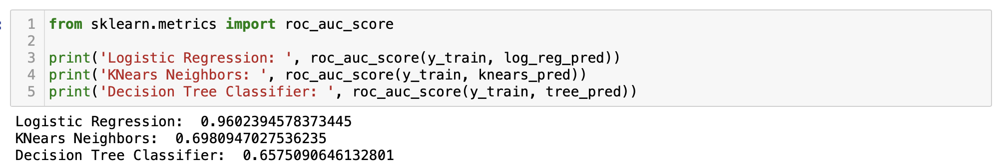 1 from sklearn.metrics import roc_auc_score
2
3 print('Logistic Regression: ', roc_auc_score(y_train, log_reg_pred))
4 print('KNears Neighbors: ', roc_auc_score(y_train, knears_pred))
5 print('Decision Tree Classifier: ', roc_auc_score(y_train, tree_pred))
Logistic Regression:  0.9602394578373445
KNears Neighbors:  0.6980947027536235
Decision Tree Classifier:  0.6575090646132801